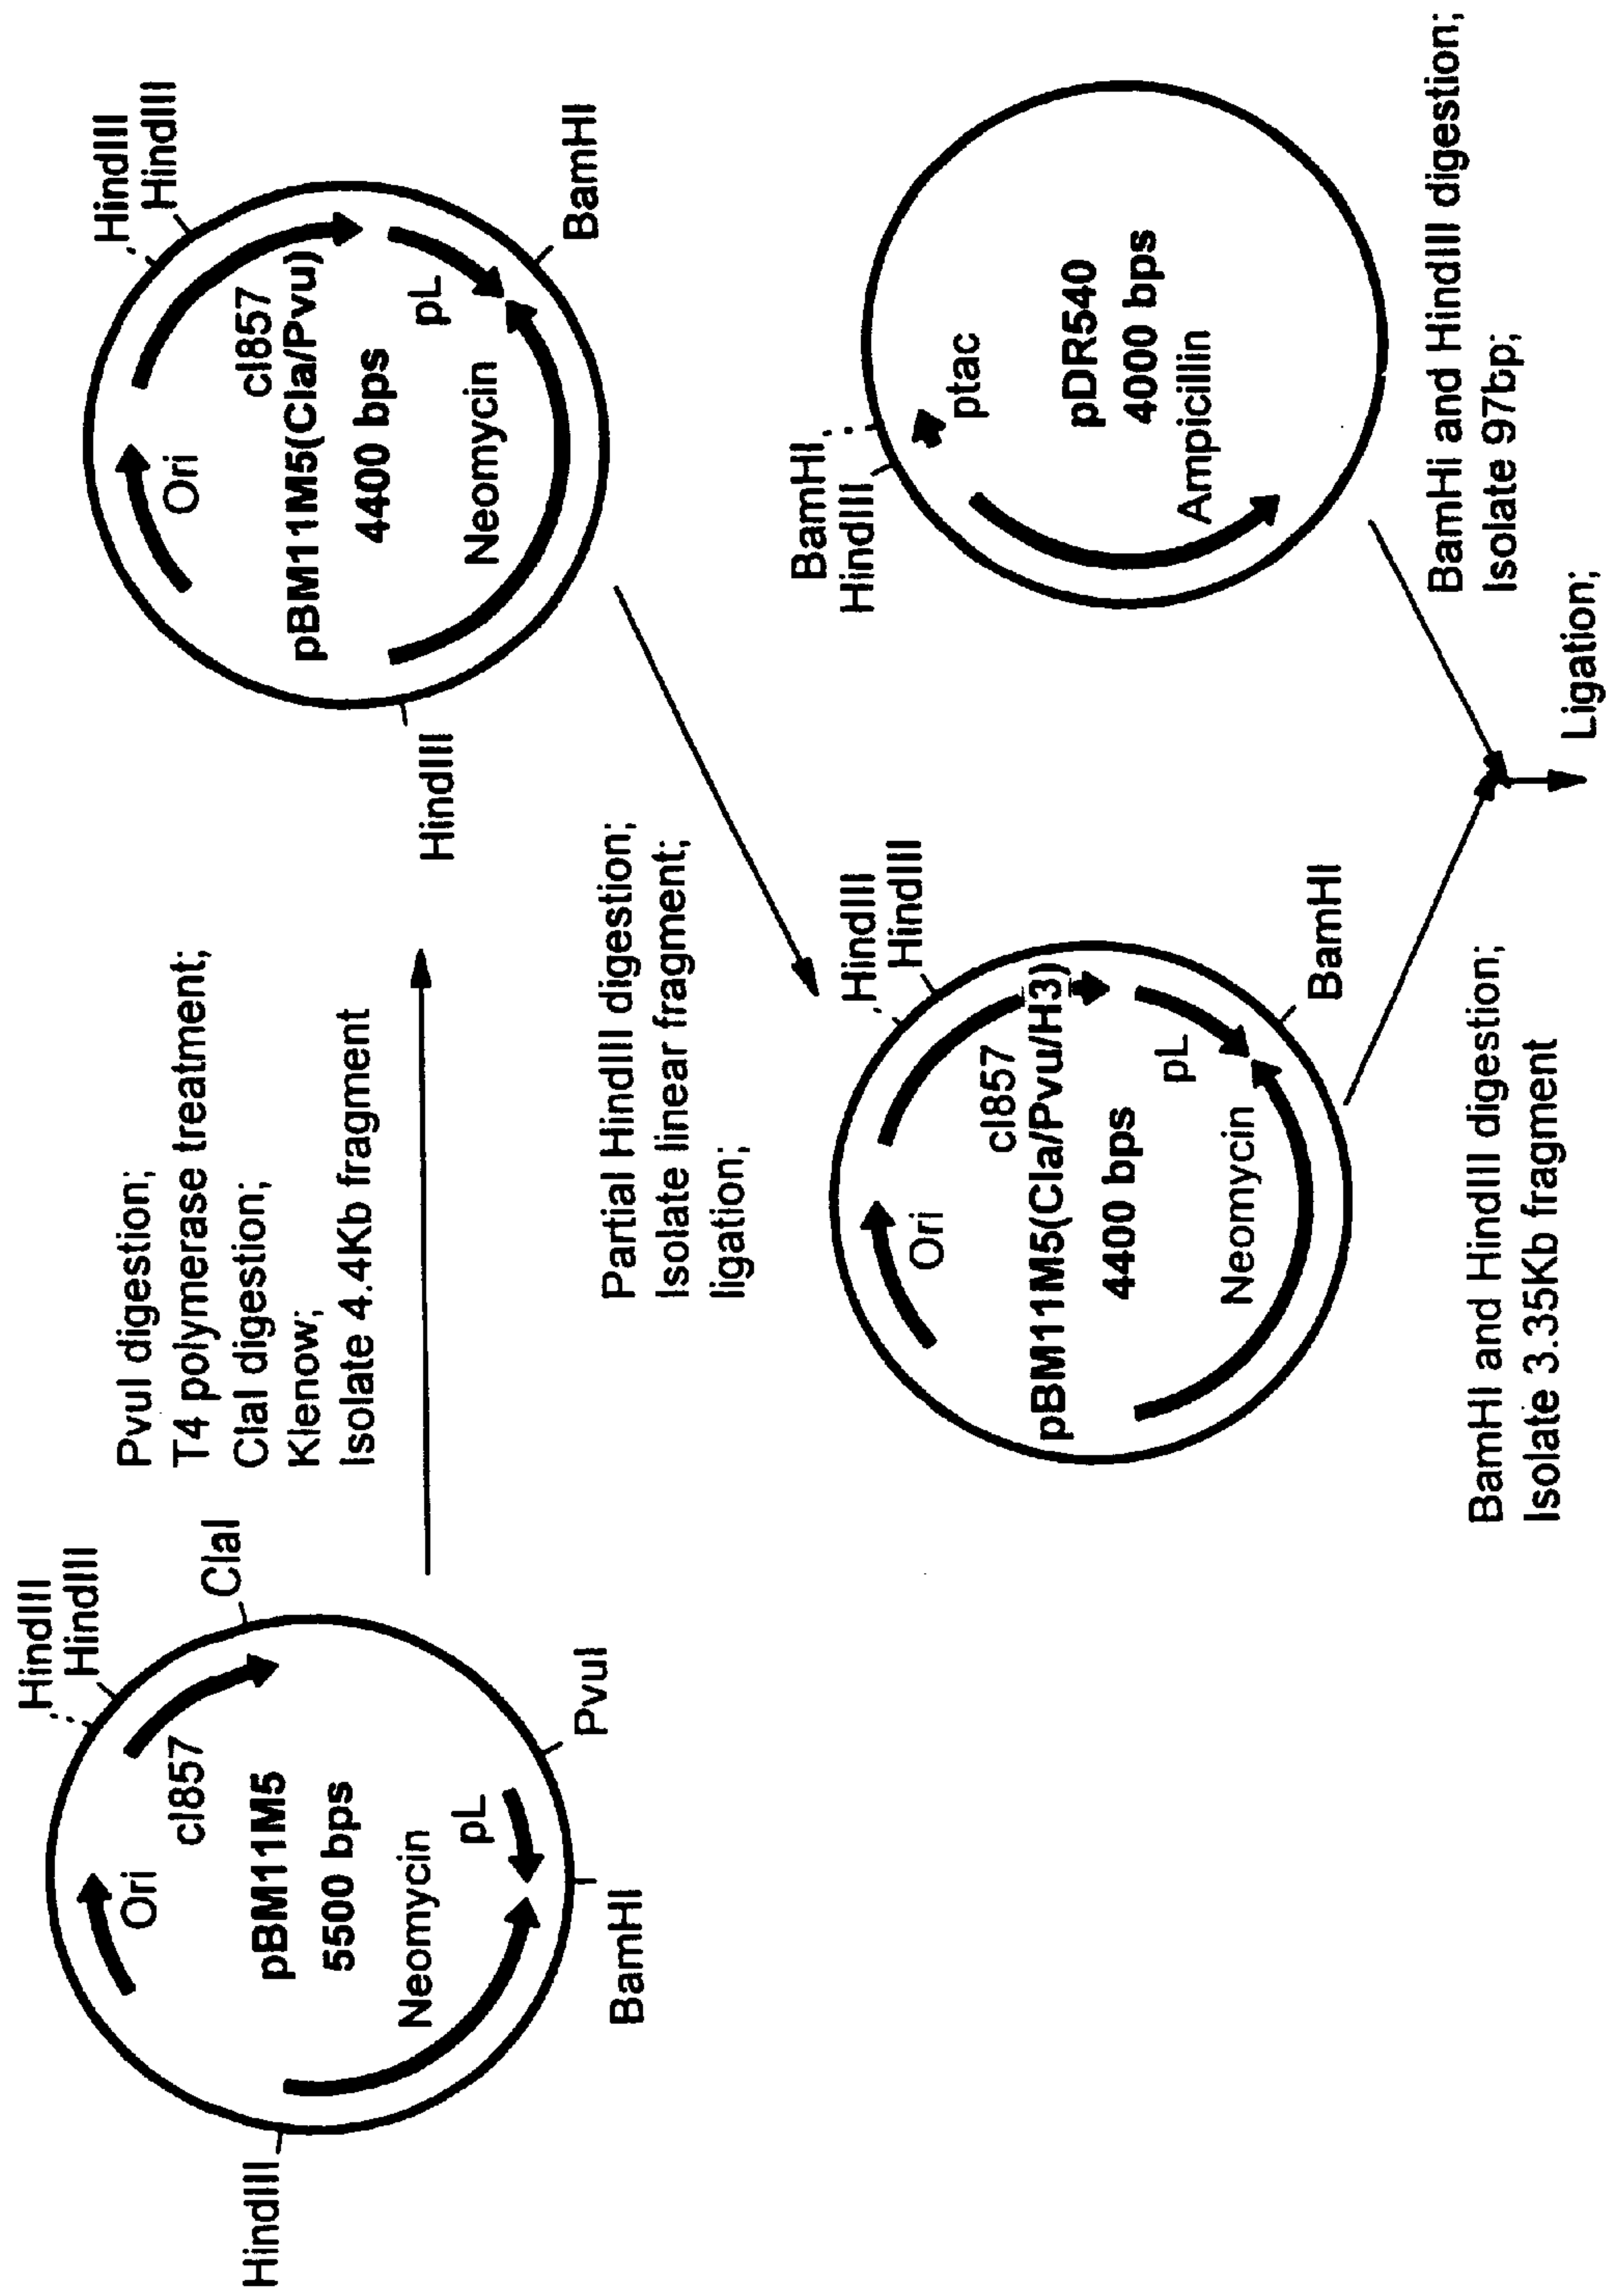 HindIII
HindIII
ClaI
PvuI
BamHI
HindIII
Ori
cI857
pBM11M5
5500 bps
Neomycin
pL
PvuI digestion;
T4 polymerase treatment;
ClaI digestion;
Klenow;
Isolate 4.4Kb fragment
HindIII
HindIII
BamHI
HindIII
Ori
cI857
pBM11M5(Cla/Pvu)
4400 bps
pL
Neomycin
Partial HindIII digestion;
Isolate linear fragment;
ligation;
HindIII
HindIII
BamHI
Ori
cI857
pBM11M5(Cla/Pvu/H3)
4400 bps
pL
Neomycin
BamHI
HindIII
ptac
pDR540
4000 bps
Ampicillin
BamHI and HindIII digestion;
Isolate 3.35Kb fragment
BamHI and HindIII digestion;
Isolate 97bp;
Ligation;